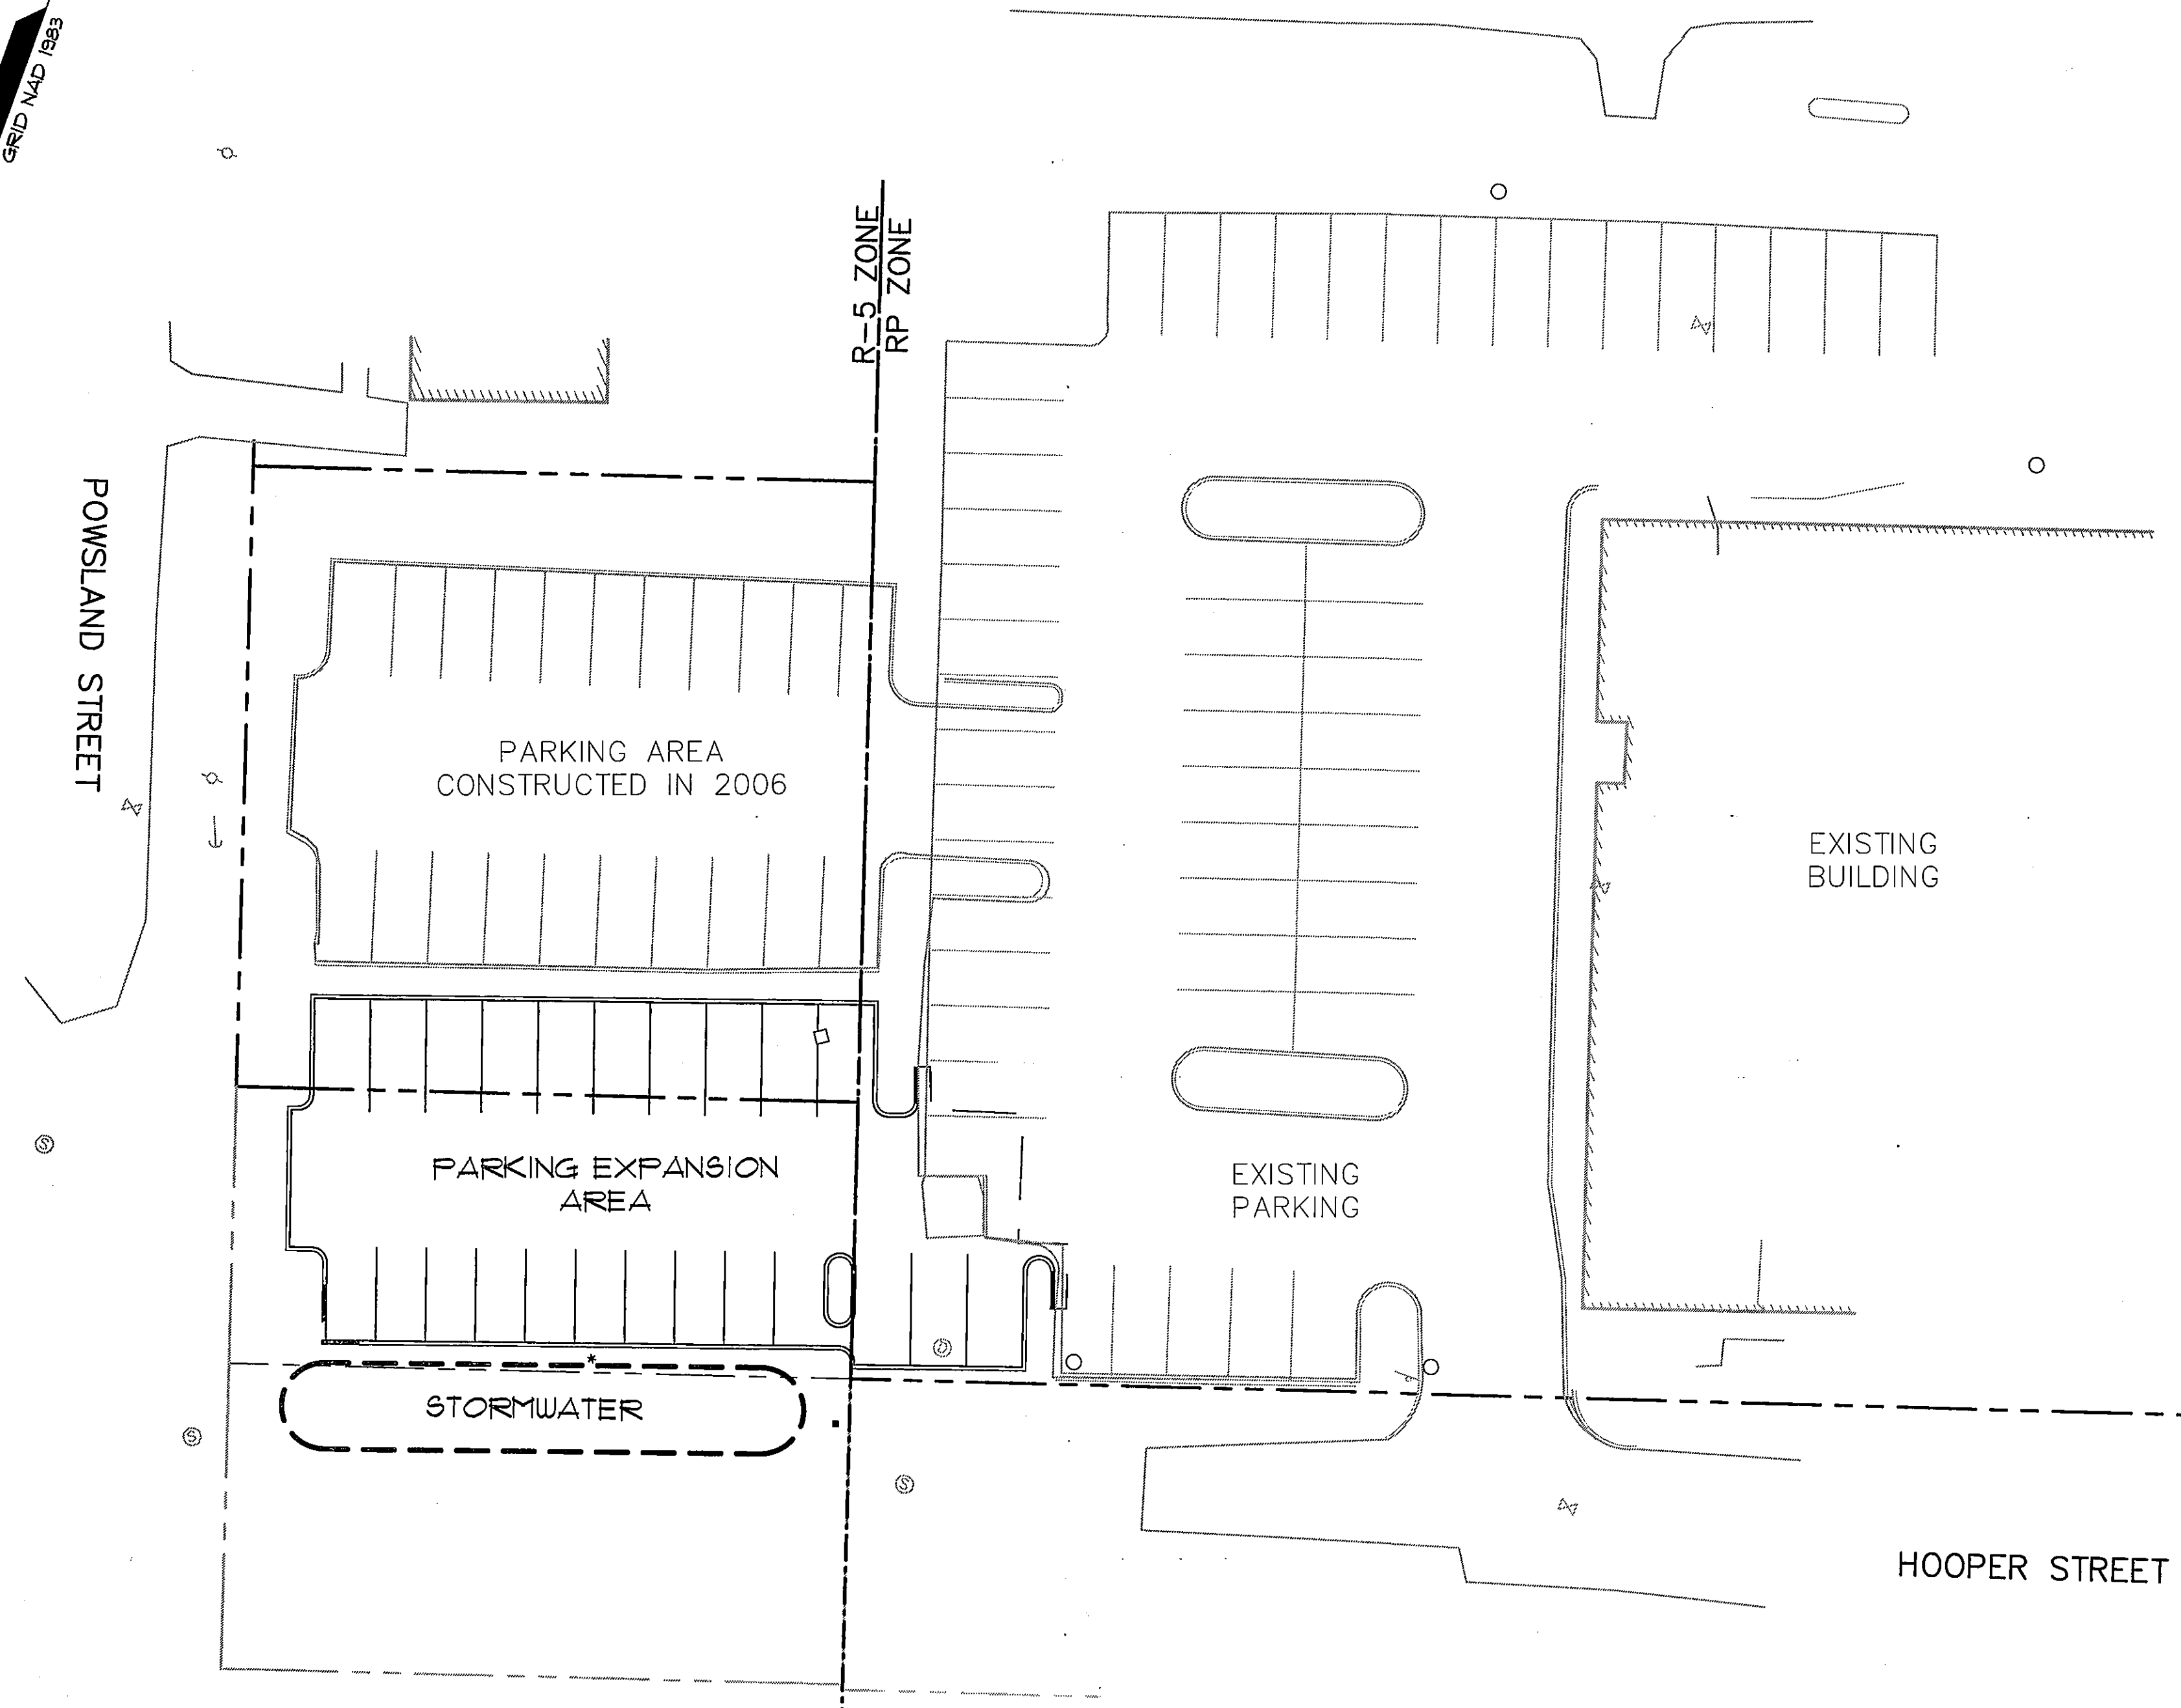 GRID NAD 1983
R-5 ZONE
RP ZONE
POWSLAND STREET
PARKING AREA
CONSTRUCTED IN 2006
EXISTING
BUILDING
PARKING EXPANSION
AREA
EXISTING
PARKING
*
STORMWATER
S
D
S
S
HOOPER STREET